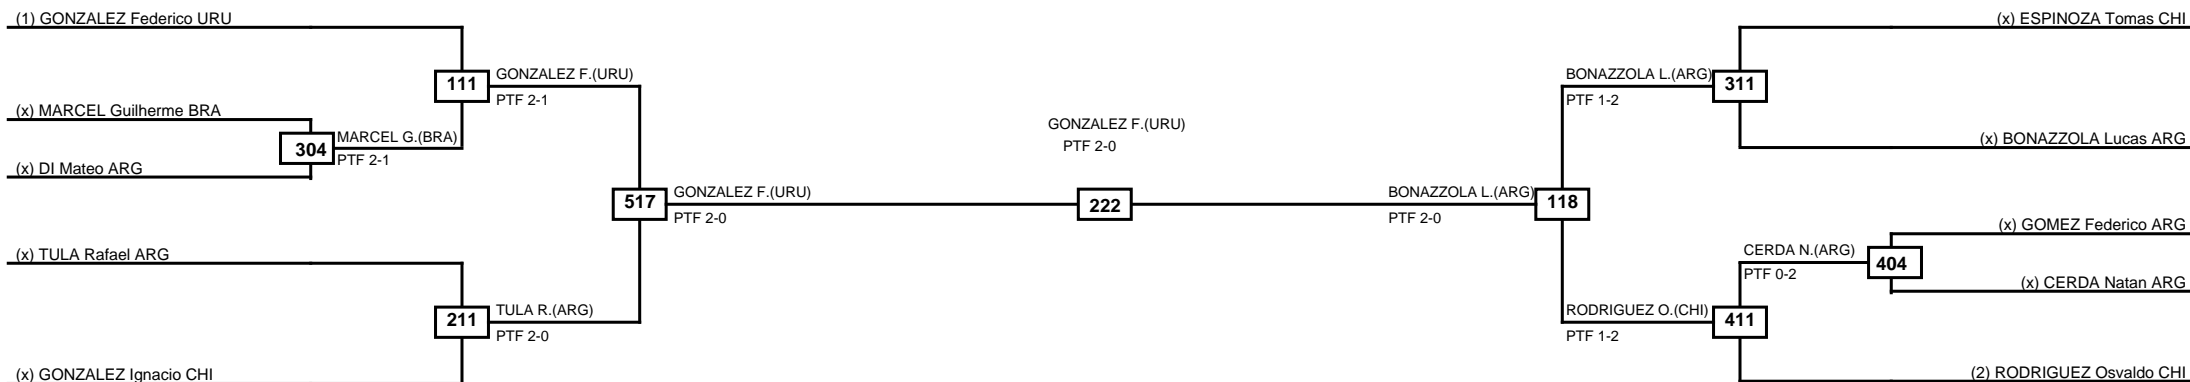 (1) GONZALEZ Federico URU
(x) MARCEL Guilherme BRA
(x) DI Mateo ARG
(x) TULA Rafael ARG
(x) GONZALEZ Ignacio CHI
304
MARCEL G.(BRA)
PTF 2-1
111
GONZALEZ F.(URU)
PTF 2-1
211
TULA R.(ARG)
PTF 2-0
517
GONZALEZ F.(URU)
PTF 2-0
GONZALEZ F.(URU)
PTF 2-0
222
BONAZZOLA L.(ARG)
PTF 2-0
118
BONAZZOLA L.(ARG)
PTF 1-2
311
RODRIGUEZ O.(CHI)
PTF 1-2
411
CERDA N.(ARG)
PTF 0-2
404
(x) ESPINOZA Tomas CHI
(x) BONAZZOLA Lucas ARG
(x) GOMEZ Federico ARG
(x) CERDA Natan ARG
(2) RODRIGUEZ Osvaldo CHI